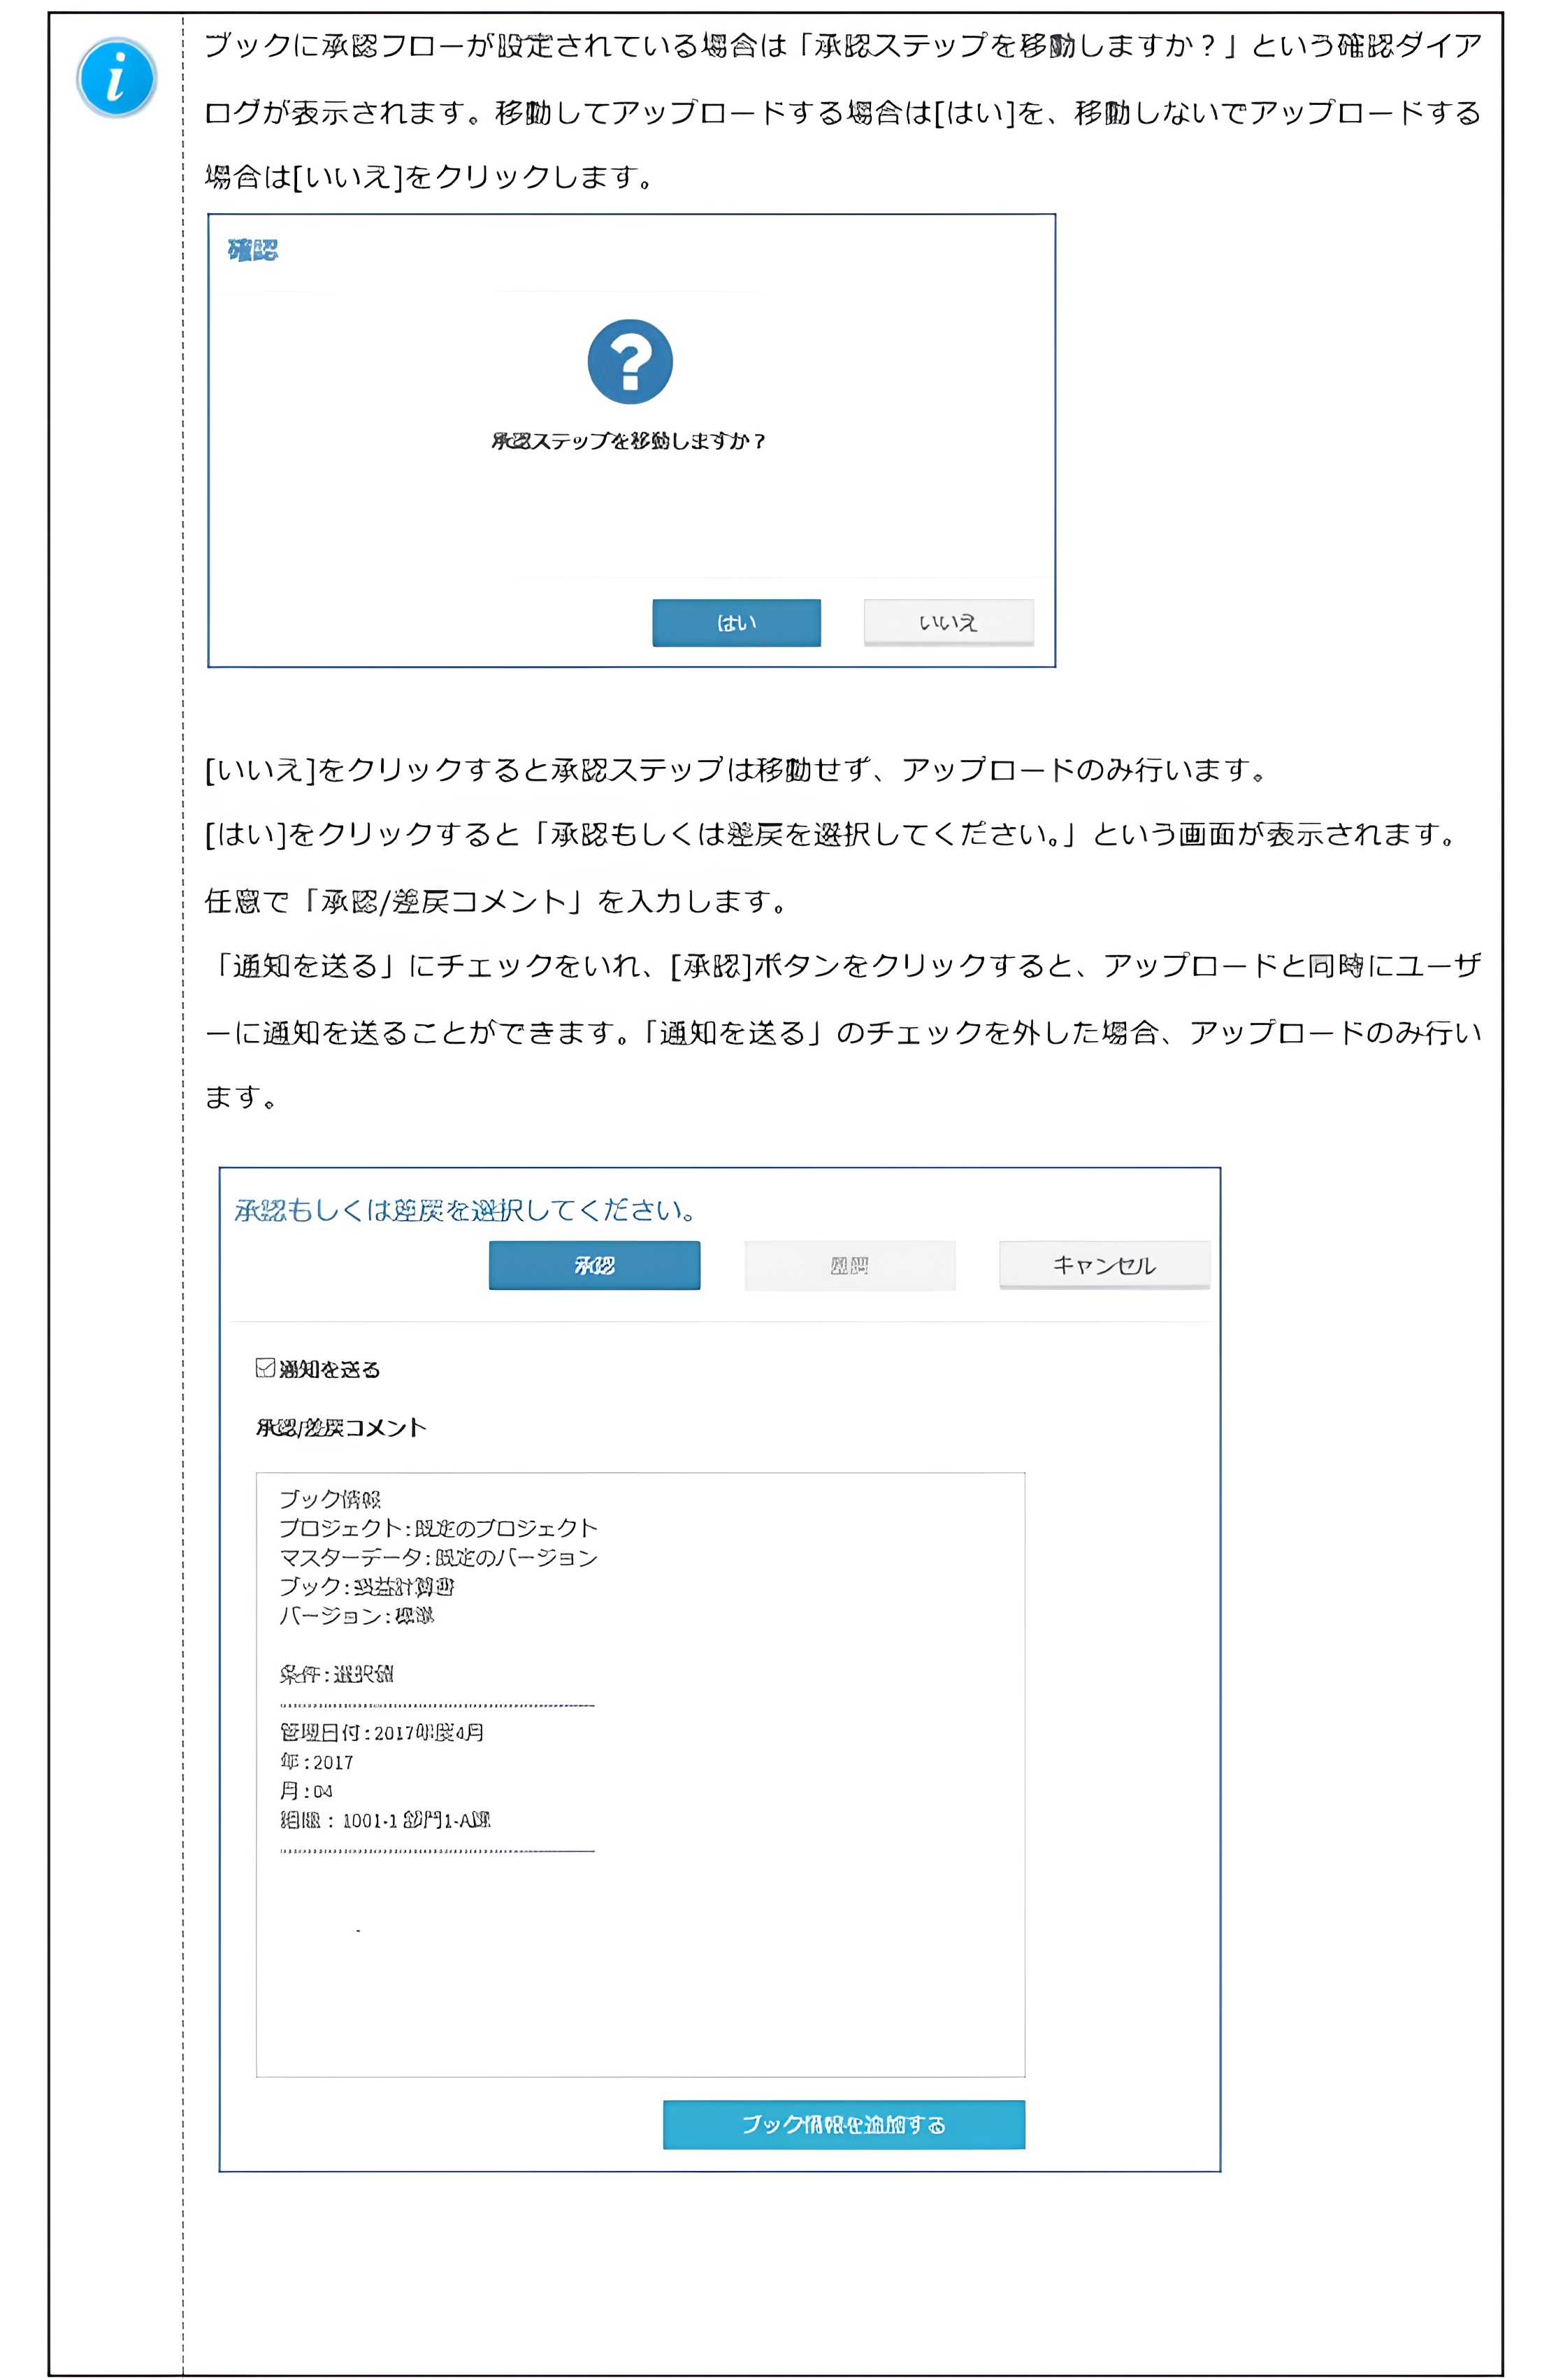 ブックに承認フローが設定されている場合は「承認ステップを移動しますか？」という確認ダイア
ログが表示されます。移動してアップロードする場合は[はい]を、移動しないでアップロードする
場合は[いいえ]をクリックします。
確認
承認ステップを移動しますか？
はい
いいえ
[いいえ]をクリックすると承認ステップは移動せず、アップロードのみ行います。
[はい]をクリックすると「承認もしくは差戻を選択してください。」という画面が表示されます。
任意で「承認/差戻コメント」を入力します。
「通知を送る」にチェックをいれ、[承認]ボタンをクリックすると、アップロードと同時にユーザ
ーに通知を送ることができます。「通知を送る」のチェックを外した場合、アップロードのみ行い
ます。
承認もしくは差戻を選択してください。
承認
キャンセル
通知を送る
承認/差戻コメント
ブック情報
プロジェクト:既定のプロジェクト
マスターデータ:既定のバージョン
ブック:損益計算書
バージョン:標準
条件:選択値
管理日付:2017年度4月
年:2017
月:04
組織: 1001-1 部門1-A課
ブック情報を追加する